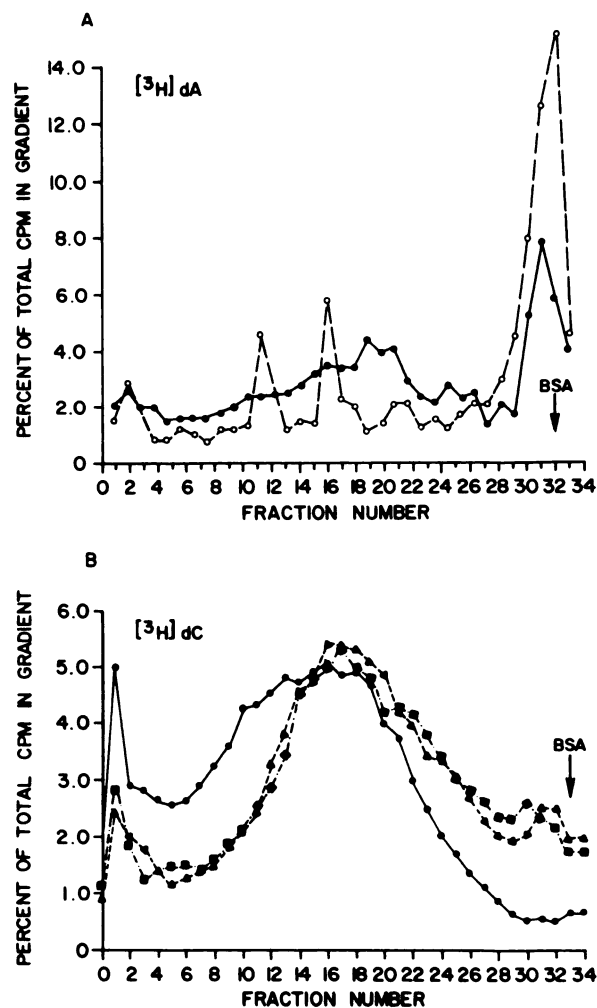 A
[³H] dA
PERCENT OF TOTAL CPM IN GRADIENT
14.0
12.0
10.0
8.0
6.0
4.0
2.0
0
BSA
0 2 4 6 8 10 12 14 16 18 20 22 24 26 28 30 32 34
FRACTION NUMBER
B
[³H] dC
PERCENT OF TOTAL CPM IN GRADIENT
6.0
5.0
4.0
3.0
2.0
1.0
0
BSA
0 2 4 6 8 10 12 14 16 18 20 22 24 26 28 30 32 34
FRACTION NUMBER